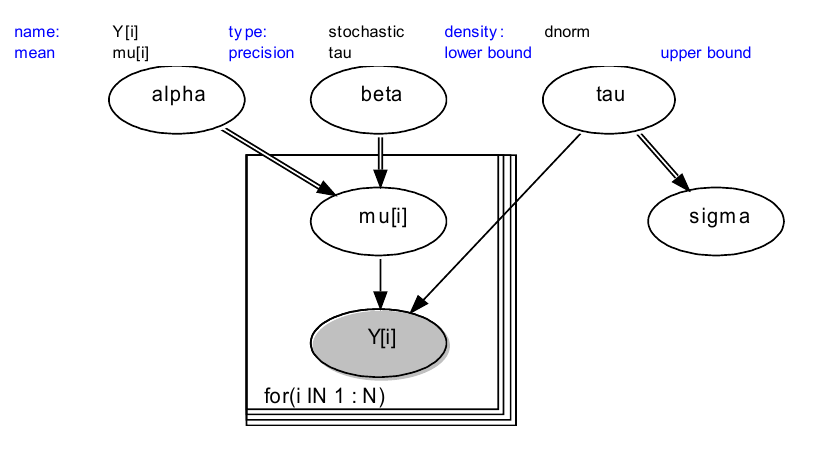 name: Y[i] type: stochastic density: dnorm
mean mu[i] precision tau lower bound upper bound
alpha beta tau
mu[i] sigma
Y[i]
for(i IN 1 : N)